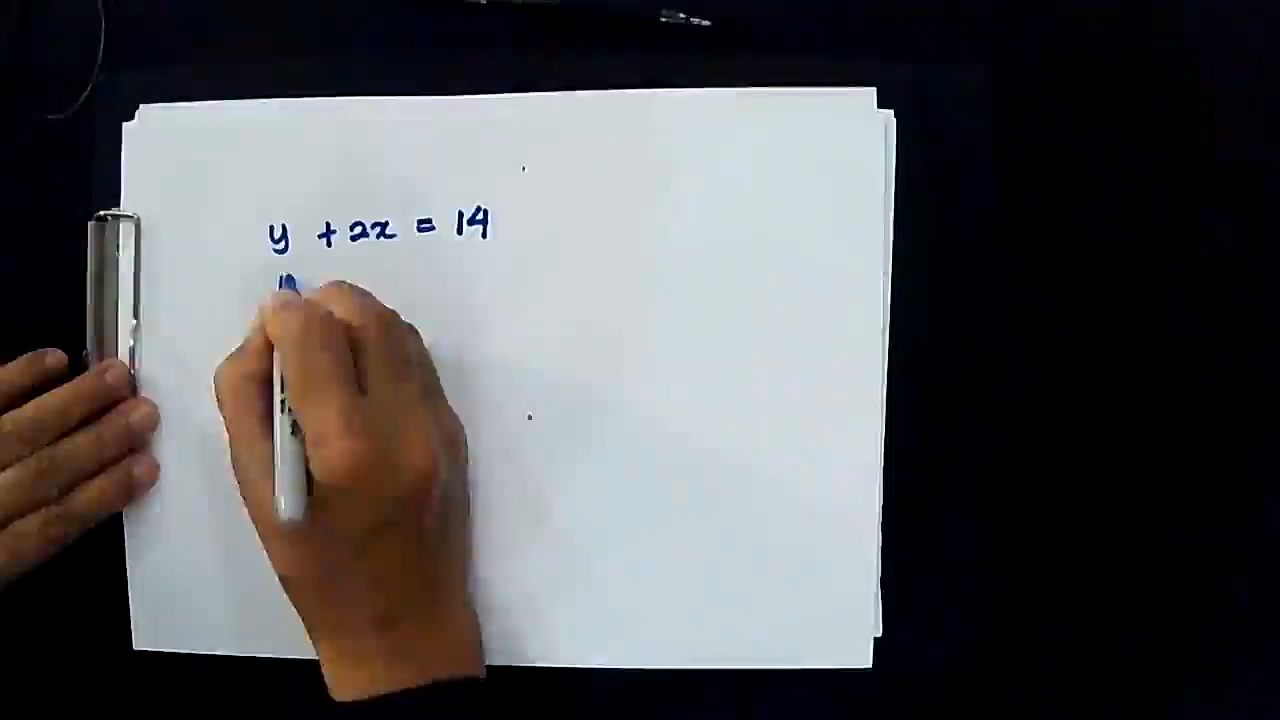 y + 2x = 14